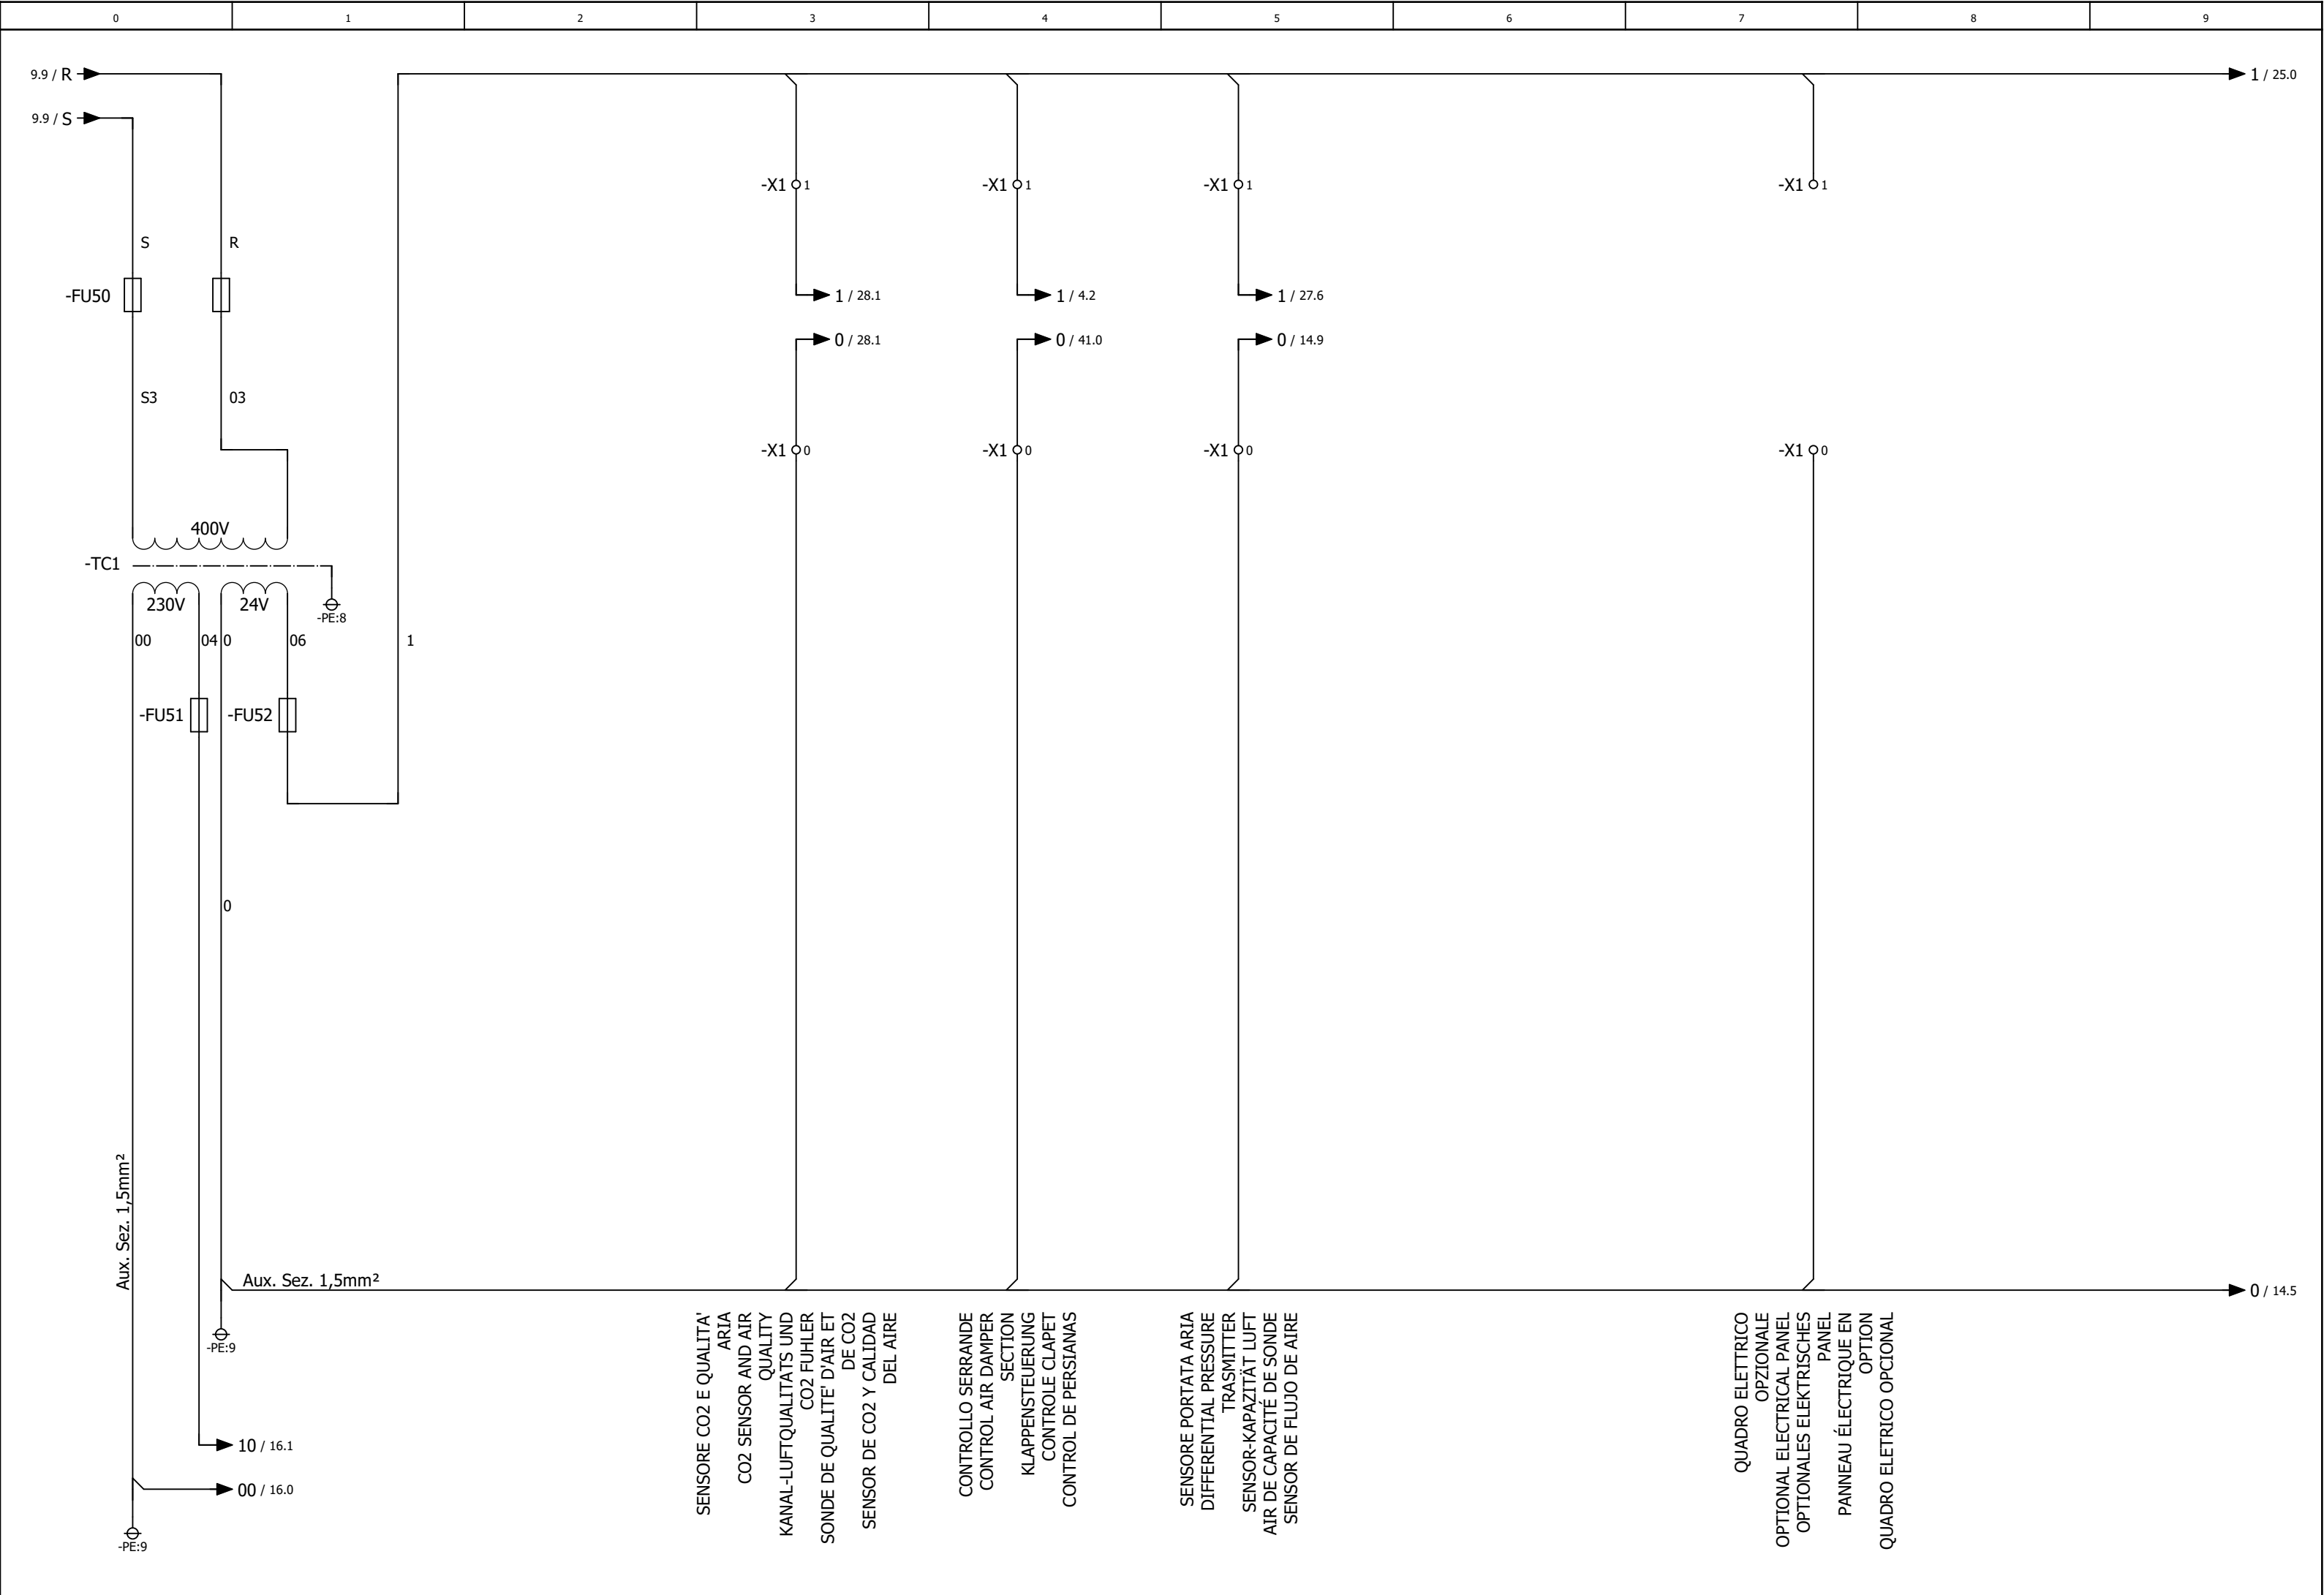 0 1 2 3 4 5 6 7 8 9
9.9 / R
1 / 25.0
9.9 / S
-X1 1
-X1 1
-X1 1
-X1 1
S
R
-FU50
1 / 28.1
1 / 4.2
1 / 27.6
0 / 28.1
0 / 41.0
0 / 14.9
S3
03
-X1 0
-X1 0
-X1 0
-X1 0
400V
-TC1
230V
24V
-PE:8
00
04
0
06
1
-FU51
-FU52
0
Aux. Sez. 1,5mm²
Aux. Sez. 1,5mm²
0 / 14.5
-PE:9
10 / 16.1
00 / 16.0
-PE:9
SENSORE CO2 E QUALITA'
ARIA
CO2 SENSOR AND AIR
QUALITY
KANAL-LUFTQUALITATS UND
CO2 FUHLER
SONDE DE QUALITE' D'AIR ET
DE CO2
SENSOR DE CO2 Y CALIDAD
DEL AIRE
CONTROLLO SERRANDE
CONTROL AIR DAMPER
SECTION
KLAPPENSTEUERUNG
CONTROLE CLAPET
CONTROL DE PERSIANAS
SENSORE PORTATA ARIA
DIFFERENTIAL PRESSURE
TRASMITTER
SENSOR-KAPAZITÄT LUFT
AIR DE CAPACITÉ DE SONDE
SENSOR DE FLUJO DE AIRE
QUADRO ELETTRICO
OPZIONALE
OPTIONAL ELECTRICAL PANEL
OPTIONALES ELEKTRISCHES
PANEL
PANNEAU ÉLECTRIQUE EN
OPTION
QUADRO ELETRICO OPCIONAL